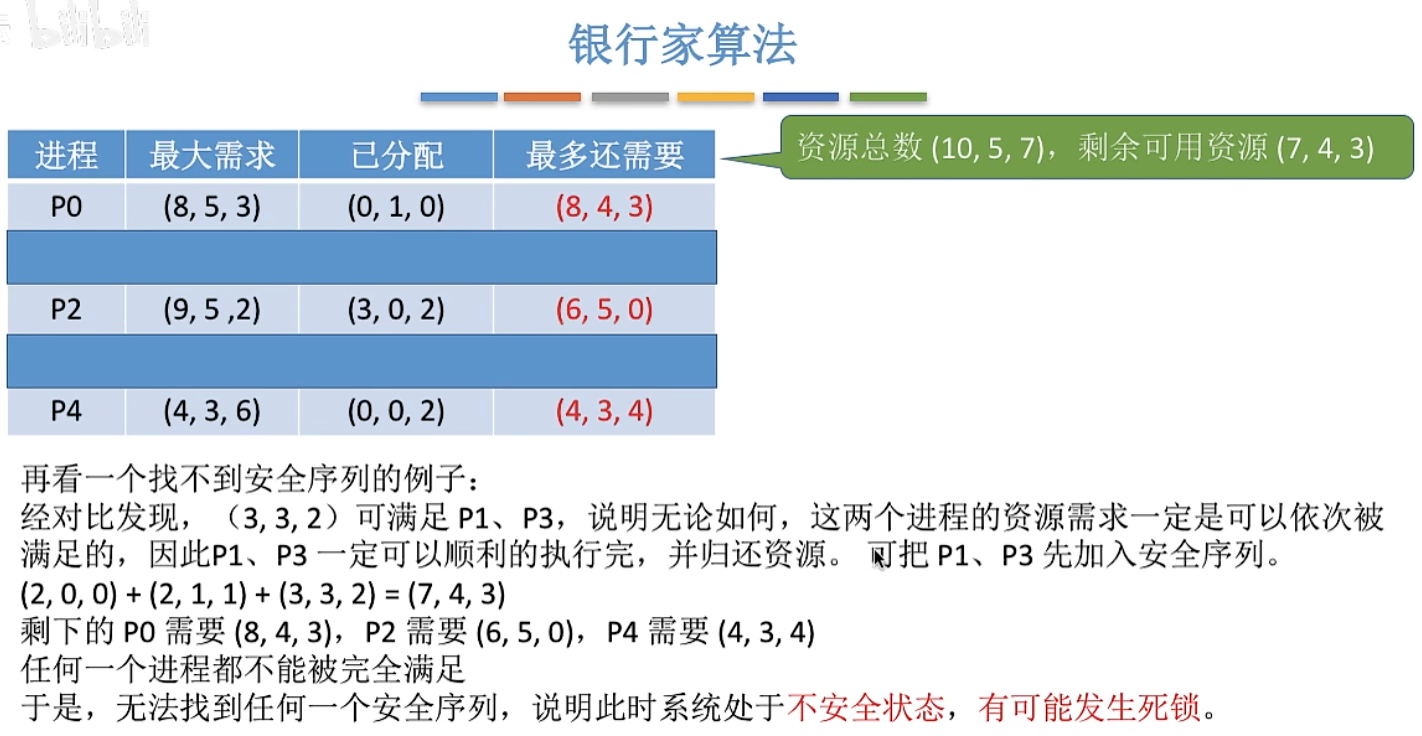 bilibili
银行家算法
资源总数 (10, 5, 7)，剩余可用资源 (7, 4, 3)
进程 最大需求 已分配 最多还需要
P0 (8, 5, 3) (0, 1, 0) (8, 4, 3)
P2 (9, 5 ,2) (3, 0, 2) (6, 5, 0)
P4 (4, 3, 6) (0, 0, 2) (4, 3, 4)
再看一个找不到安全序列的例子：
经对比发现，（3, 3, 2）可满足 P1、P3，说明无论如何，这两个进程的资源需求一定是可以依次被
满足的，因此P1、P3 一定可以顺利的执行完，并归还资源。 可把 P1、P3 先加入安全序列。
(2, 0, 0) + (2, 1, 1) + (3, 3, 2) = (7, 4, 3)
剩下的 P0 需要 (8, 4, 3)，P2 需要 (6, 5, 0)，P4 需要 (4, 3, 4)
任何一个进程都不能被完全满足
于是，无法找到任何一个安全序列，说明此时系统处于不安全状态，有可能发生死锁。